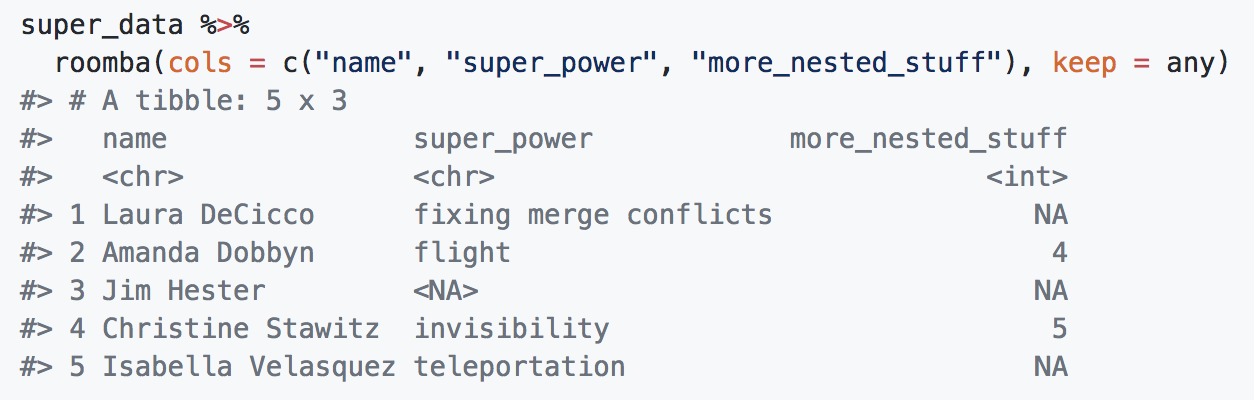 super_data %>%
  roomba(cols = c("name", "super_power", "more_nested_stuff"), keep = any)
#> # A tibble: 5 x 3
#>   name               super_power            more_nested_stuff
#>   <chr>              <chr>                              <int>
#> 1 Laura DeCicco      fixing merge conflicts                NA
#> 2 Amanda Dobbyn      flight                                 4
#> 3 Jim Hester         <NA>                                  NA
#> 4 Christine Stawitz  invisibility                           5
#> 5 Isabella Velasquez teleportation                         NA